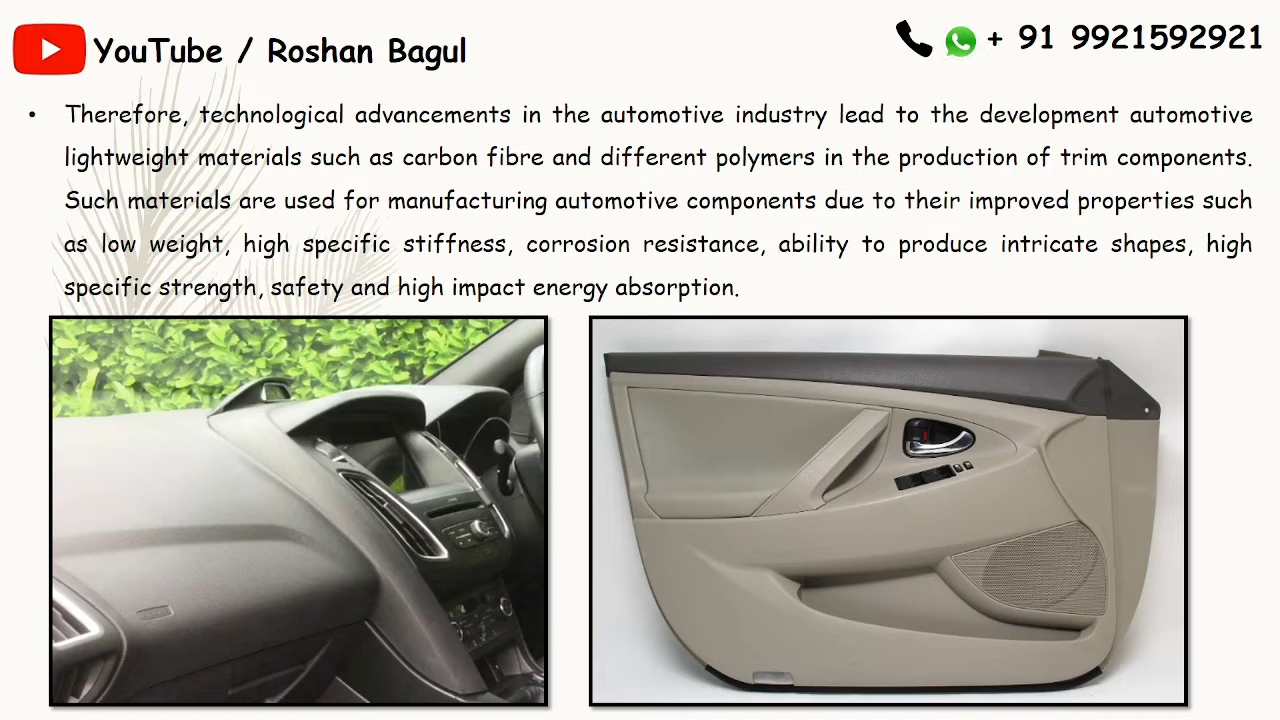 YouTube / Roshan Bagul
+ 91 9921592921
• Therefore, technological advancements in the automotive industry lead to the development automotive
lightweight materials such as carbon fibre and different polymers in the production of trim components.
Such materials are used for manufacturing automotive components due to their improved properties such
as low weight, high specific stiffness, corrosion resistance, ability to produce intricate shapes, high
specific strength, safety and high impact energy absorption.